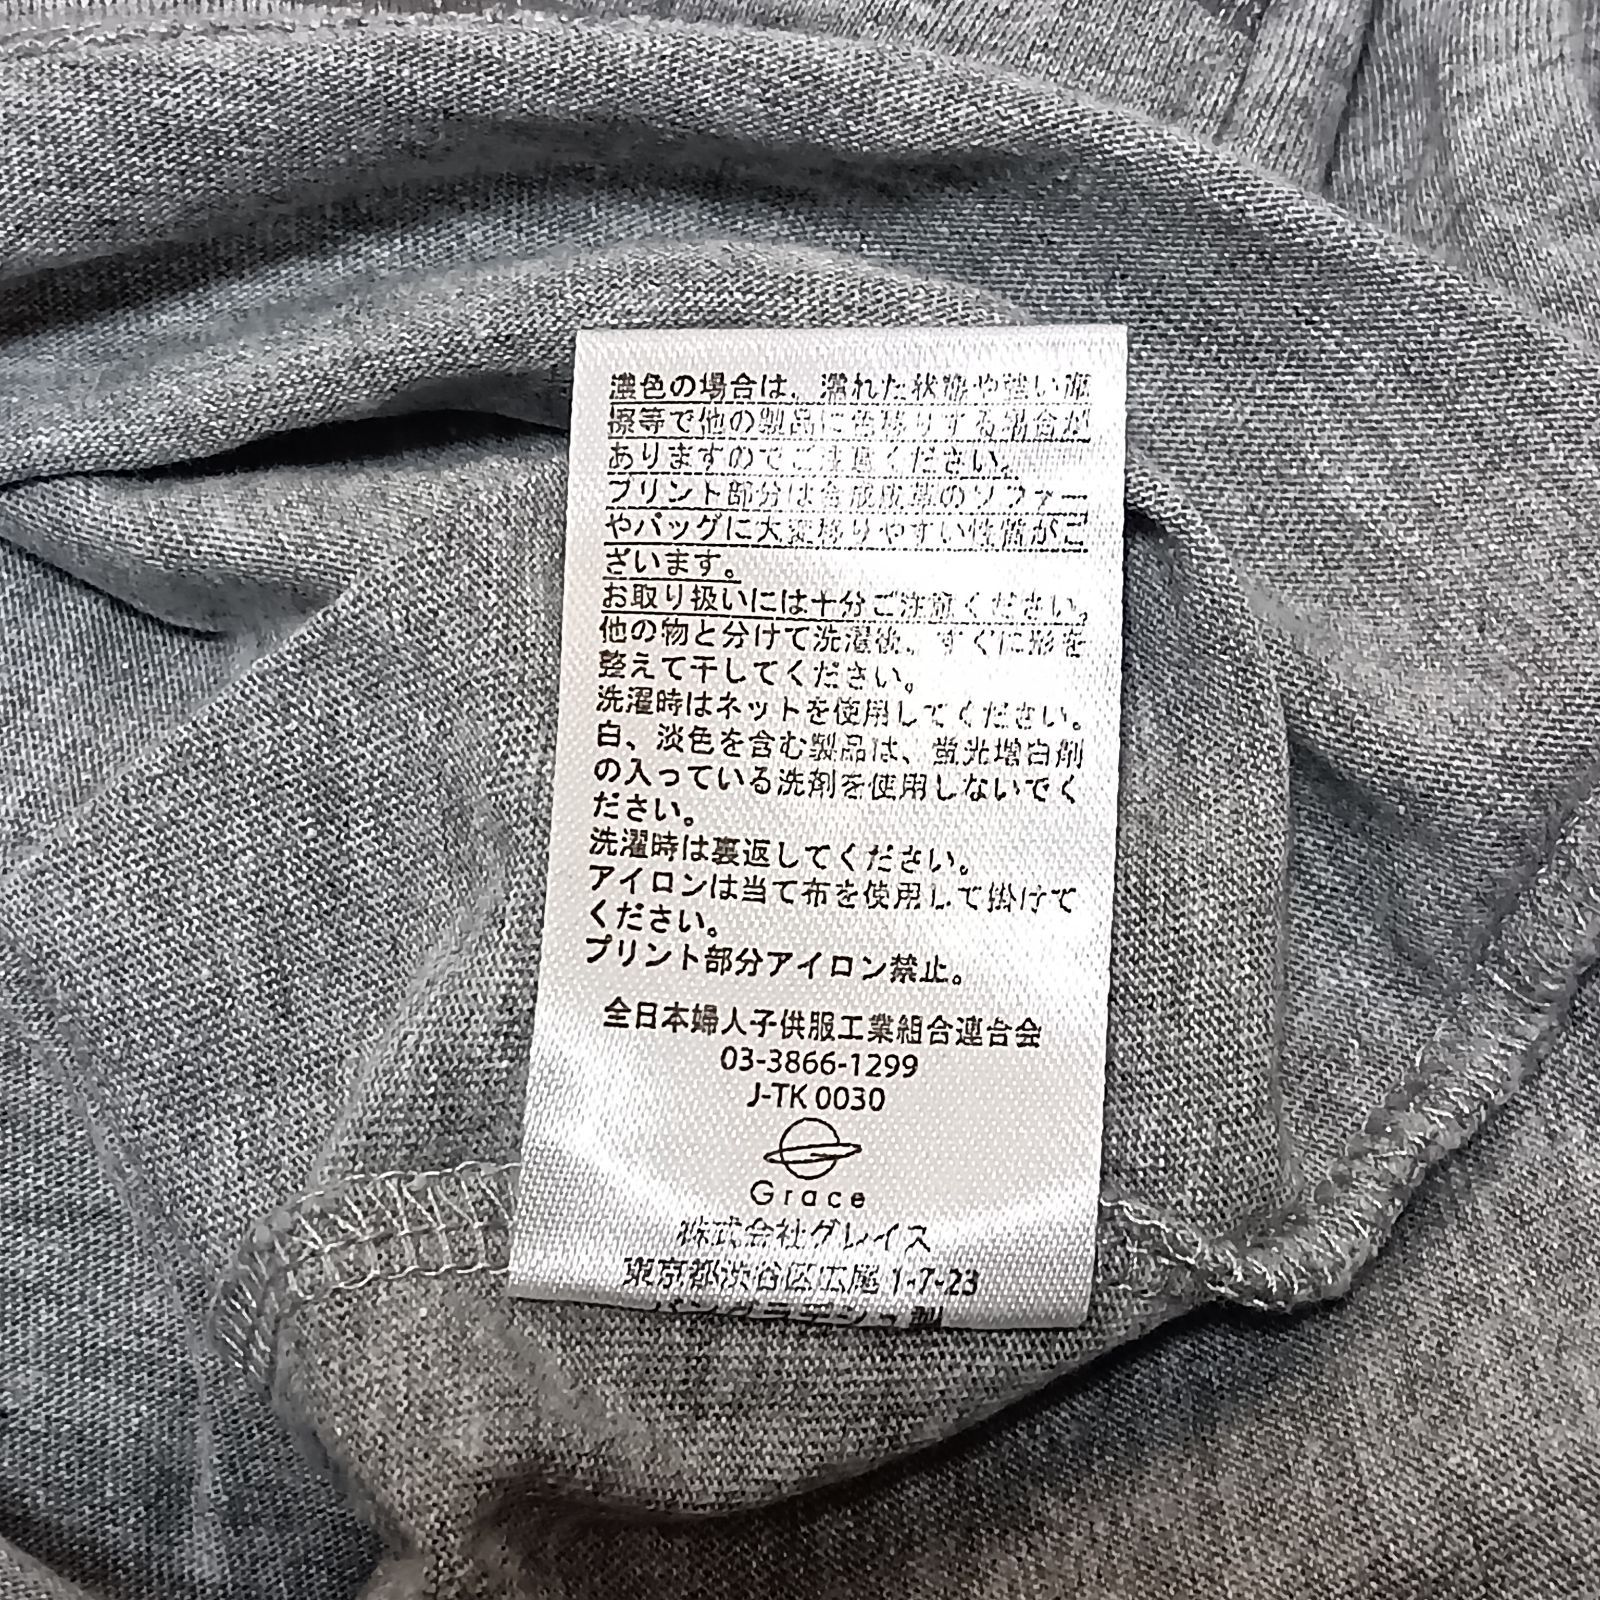 濃色の場合は、濡れた状態や強い摩
擦等で他の製品に色移りする場合が
ありますのでご注意ください。
プリント部分は合成皮革のソファー
やバッグに大変移りやすい性質がご
ざいます。
お取り扱いには十分ご注意ください。
他の物と分けて洗濯後、すぐに形を
整えて干してください。
洗濯時はネットを使用してください。
白、淡色を含む製品は、蛍光増白剤
の入っている洗剤を使用しないでく
ださい。
洗濯時は裏返してください。
アイロンは当て布を使用して掛けて
ください。
プリント部分アイロン禁止。
全日本婦人子供服工業組合連合会
03-3866-1299
J-TK 0030
Grace
株式会社グレイス
東京都渋谷区広尾 1-7-23
バングラデシュ製